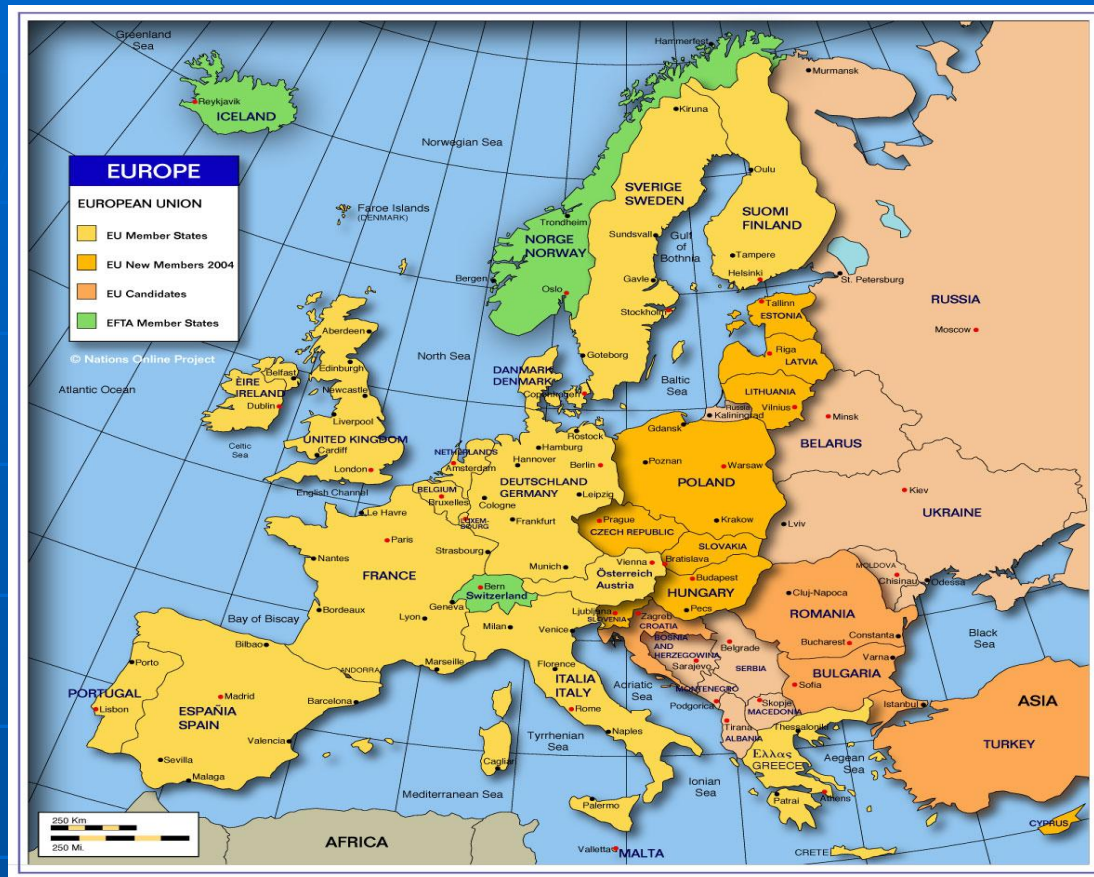 Greenland
Sea
Hammerfest
Murmansk
Reykjavik
ICELAND
Kiruna
Norwegian Sea
EUROPE
EUROPEAN UNION
EU Member States
EU New Members 2004
EU Candidates
EFTA Member States
© Nations Online Project
Oulu
SVERIGE
SWEDEN
SUOMI
FINLAND
Faroe Islands
(DENMARK)
Trondheim
NORGE
NORWAY
Sundsvall
Gulf
of
Bothnia
Tampere
Helsinki
Bergen
Gavle
St. Petersburg
Oslo
Stockholm
Tallinn
ESTONIA
RUSSIA
Moscow
Aberdeen
North Sea
Goteborg
Riga
LATVIA
Edinburgh
DANMARK
DENMARK
Copenhagen
Baltic
Sea
LITHUANIA
Vilnius
Atlantic Ocean
Belfast
ÈIRE
IRELAND
Dublin
Newcastle
Russia
Kaliningrad
Minsk
BELARUS
Liverpool
Celtic
Sea
UNITED KINGDOM
Cardiff
London
Rostock
Gdansk
Hamburg
NETHERLANDS
Amsterdam
Hannover
Berlin
Poznan
Warsaw
POLAND
English Channel
BELGIUM
Bruxelles
DEUTSCHLAND
GERMANY
Cologne
Leipzig
Kiev
UKRAINE
Le Havre
LUXEM-
BOURG
Frankfurt
Prague
CZECH REPUBLIC
Krakow
Lviv
Paris
Strasbourg
SLOVAKIA
Nantes
FRANCE
Munich
Vienna
Bratislava
Österreich
Austria
Budapest
HUNGARY
MOLDOVA
Chisinau
Odessa
Bern
Switzerland
Geneva
Cluj-Napoca
ROMANIA
Bordeaux
Lyon
Milan
Venice
Ljubljana
SLOVENIA
Zagreb
CROATIA
Pecs
Bay of Biscay
BOSNIA
AND
HERZEGOWINA
Sarajevo
Belgrade
SERBIA
Bucharest
Constanta
Black
Sea
Bilbao
Porto
ANDORRA
Marseille
Florence
ITALIA
ITALY
Adriatic
Sea
MONTENEGRO
Podgorica
Varna
BULGARIA
Sofia
PORTUGAL
Lisbon
Madrid
ESPAÑIA
SPAIN
Barcelona
Rome
Skopje
MACEDONIA
Tirana
ALBANIA
Istanbul
ASIA
Thessalonike
Valencia
Naples
Tyrrhenian
Sea
Ελλας
GREECE
Aegean
Sea
TURKEY
Sevilla
Malaga
Cagliari
Mediterranean Sea
Ionian
Sea
Palermo
Patrai
Athens
250 Km
250 Mi.
AFRICA
Valletta
MALTA
CRETE
CYPRUS